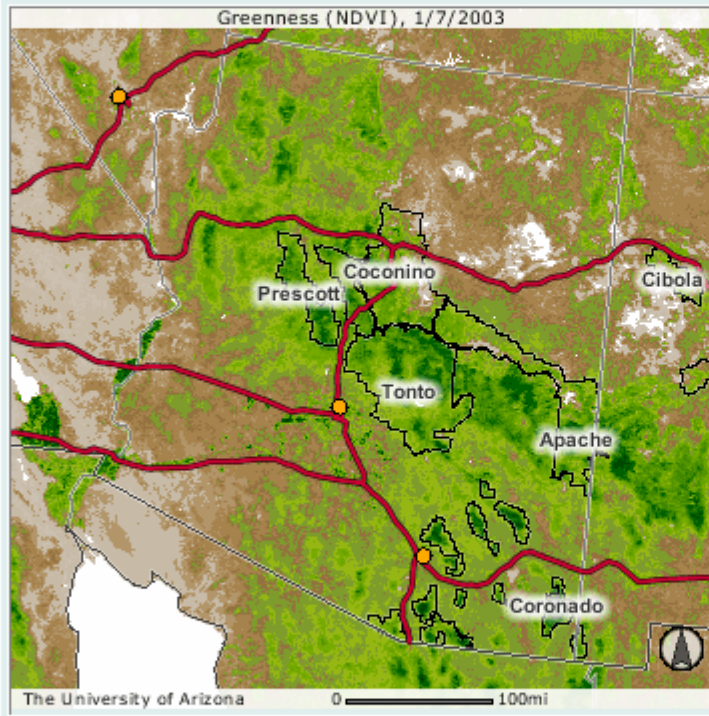 Greenness (NDVI), 1/7/2003
Coconino
Cibola
Prescott
Tonto
Apache
Coronado
The University of Arizona 0 100mi